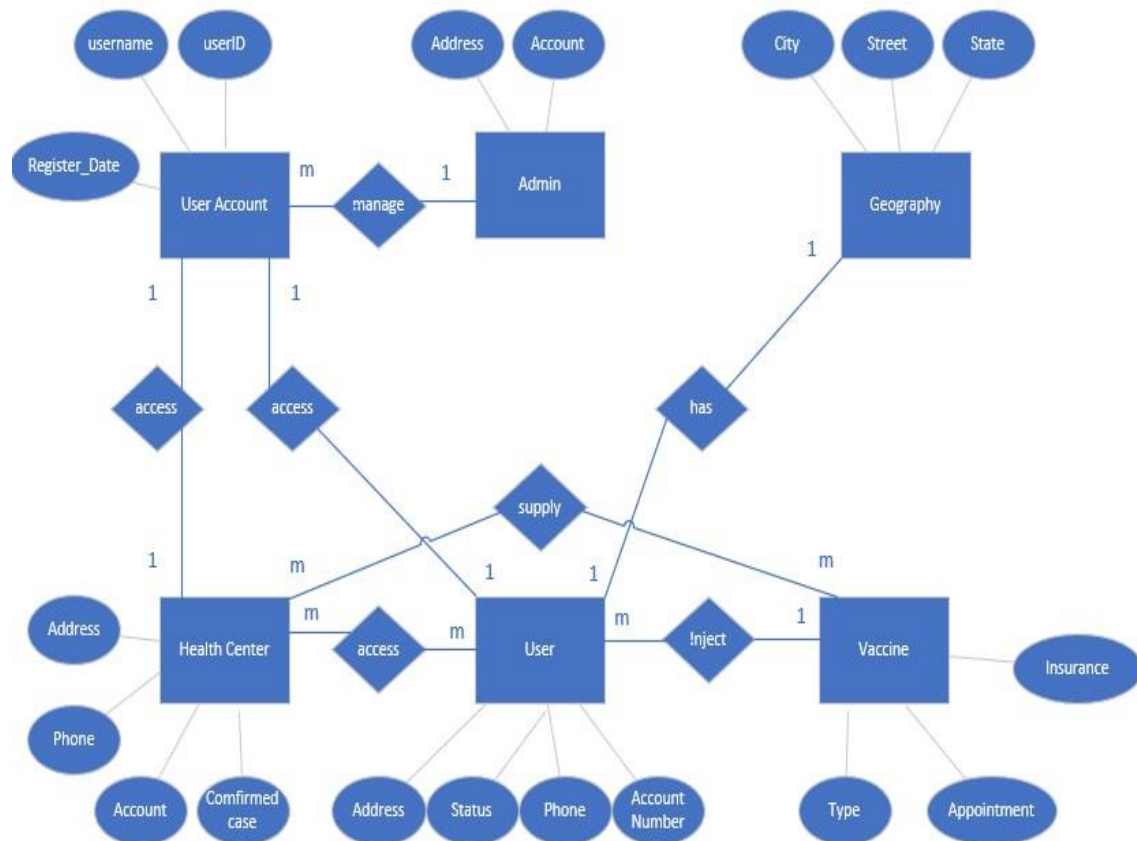 username
userID
Address
Account
City
Street
State
Register_Date
User Account
m
manage
1
Admin
Geography
1
1
1
access
access
has
supply
1
m
1
1
m
Address
Health Center
m
access
m
User
m
!nject
1
Vaccine
Insurance
Phone
Account
Comfirmed
case
Address
Status
Phone
Account
Number
Type
Appointment